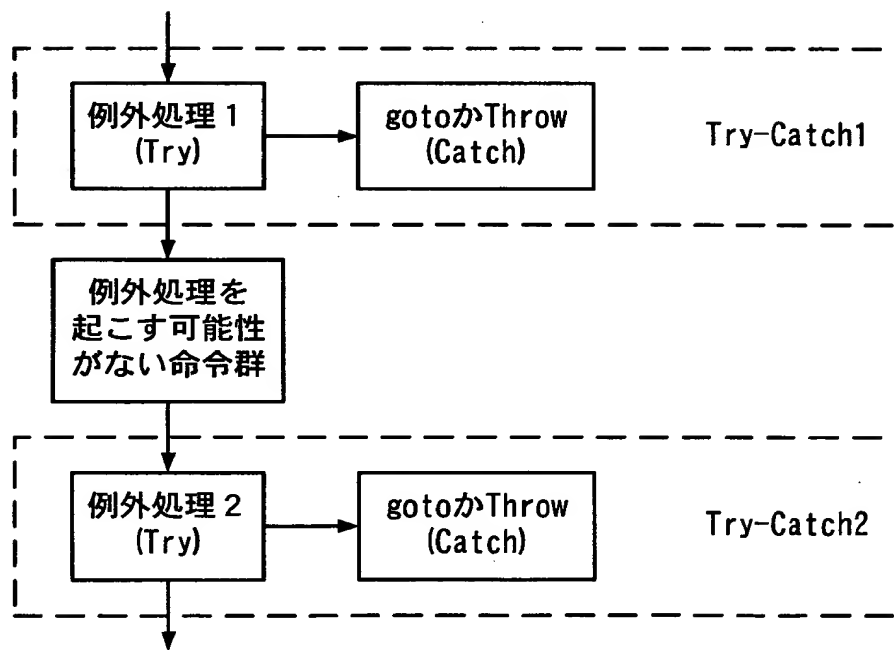 例外処理1
(Try)
gotoかThrow
(Catch)
Try-Catch1
例外処理を
起こす可能性
がない命令群
例外処理2
(Try)
gotoかThrow
(Catch)
Try-Catch2